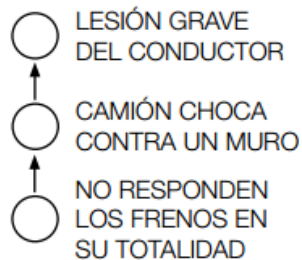 LESIÓN GRAVE
DEL CONDUCTOR
CAMIÓN CHOCA
CONTRA UN MURO
NO RESPONDEN
LOS FRENOS EN
SU TOTALIDAD